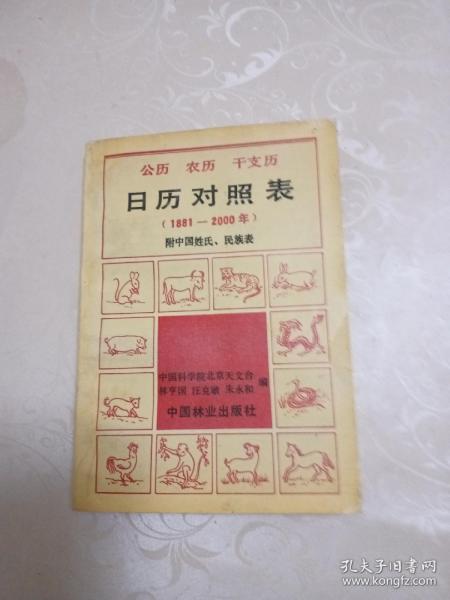 公历 农历 干支历
日历对照表
(1881—2000年)
附中国姓氏、民族表
中国科学院北京天文台
林亨国 汪克敏 朱永和 编
中国林业出版社
孔夫子旧书网
www.kongfz.com